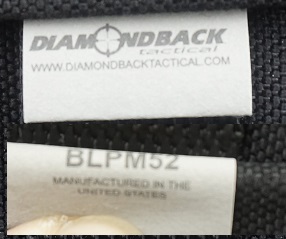 DIAMONDBACK
tactical
WWW.DIAMONDBACKTACTICAL.COM
BLPM52
MANUFACTURED IN THE
UNITED STATES